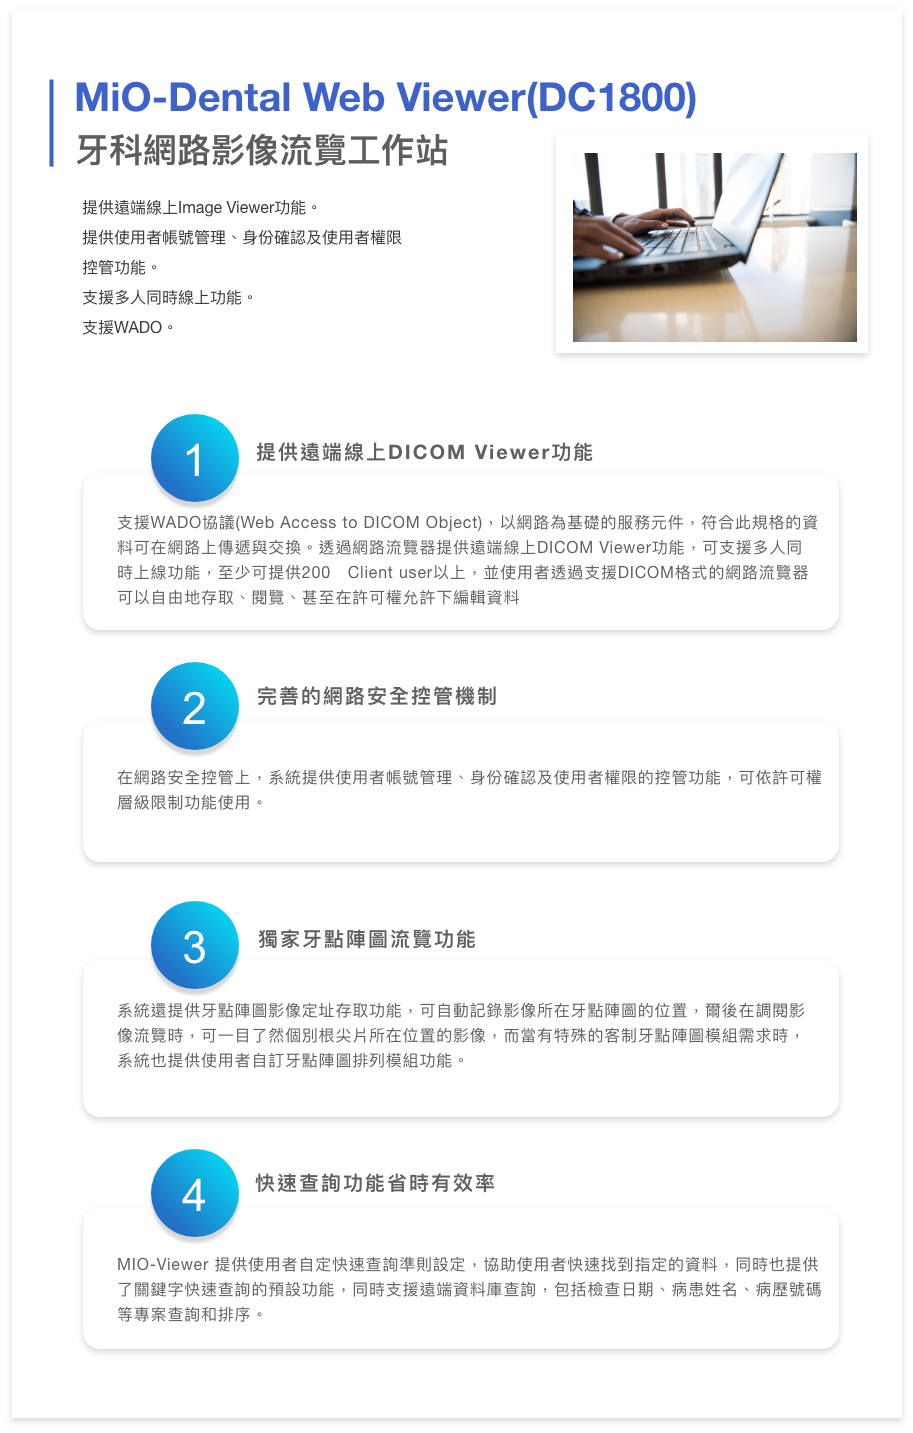 MiO-Dental Web Viewer(DC1800)
牙科網路影像流覽工作站
提供遠端線上Image Viewer功能。
提供使用者帳號管理、身份確認及使用者權限
控管功能。
支援多人同時線上功能。
支援WADO。
1
提供遠端線上DICOM Viewer功能
支援WADO協議(Web Access to DICOM Object)，以網路為基礎的服務元件，符合此規格的資
料可在網路上傳遞與交換。透過網路流覽器提供遠端線上DICOM Viewer功能，可支援多人同
時上線功能，至少可提供200　Client user以上，並使用者透過支援DICOM格式的網路流覽器
可以自由地存取、閱覽、甚至在許可權允許下編輯資料
2
完善的網路安全控管機制
在網路安全控管上，系統提供使用者帳號管理、身份確認及使用者權限的控管功能，可依許可權
層級限制功能使用。
3
獨家牙點陣圖流覽功能
系統還提供牙點陣圖影像定址存取功能，可自動記錄影像所在牙點陣圖的位置，爾後在調閱影
像流覽時，可一目了然個別根尖片所在位置的影像，而當有特殊的客制牙點陣圖模組需求時，
系統也提供使用者自訂牙點陣圖排列模組功能。
4
快速查詢功能省時有效率
MIO-Viewer 提供使用者自定快速查詢準則設定，協助使用者快速找到指定的資料，同時也提供
了關鍵字快速查詢的預設功能，同時支援遠端資料庫查詢，包括檢查日期、病患姓名、病歷號碼
等專案查詢和排序。